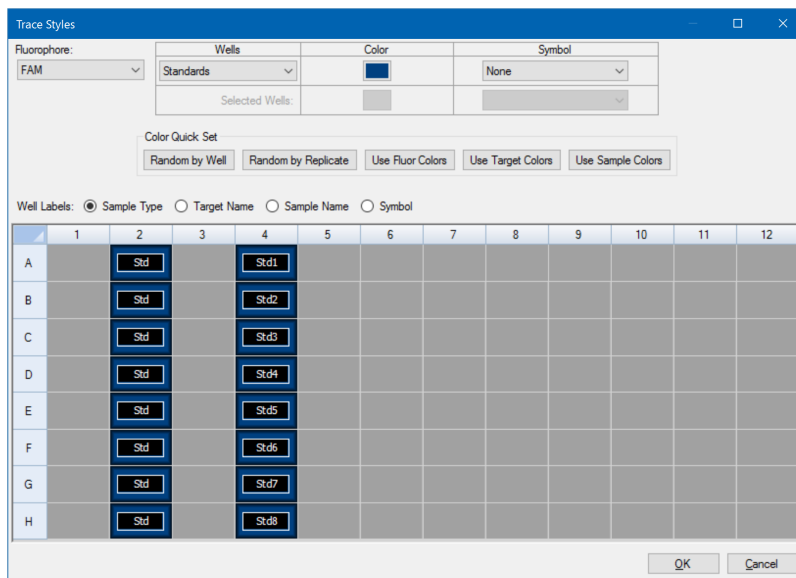 Trace Styles
Fluorophore:
Wells Color Symbol
FAM Standards None
Selected Wells:
Color Quick Set
Random by Well Random by Replicate Use Fluor Colors Use Target Colors Use Sample Colors
Well Labels: Sample Type Target Name Sample Name Symbol
1 2 3 4 5 6 7 8 9 10 11 12
A Std Std1
B Std Std2
C Std Std3
D Std Std4
E Std Std5
F Std Std6
G Std Std7
H Std Std8
OK Cancel